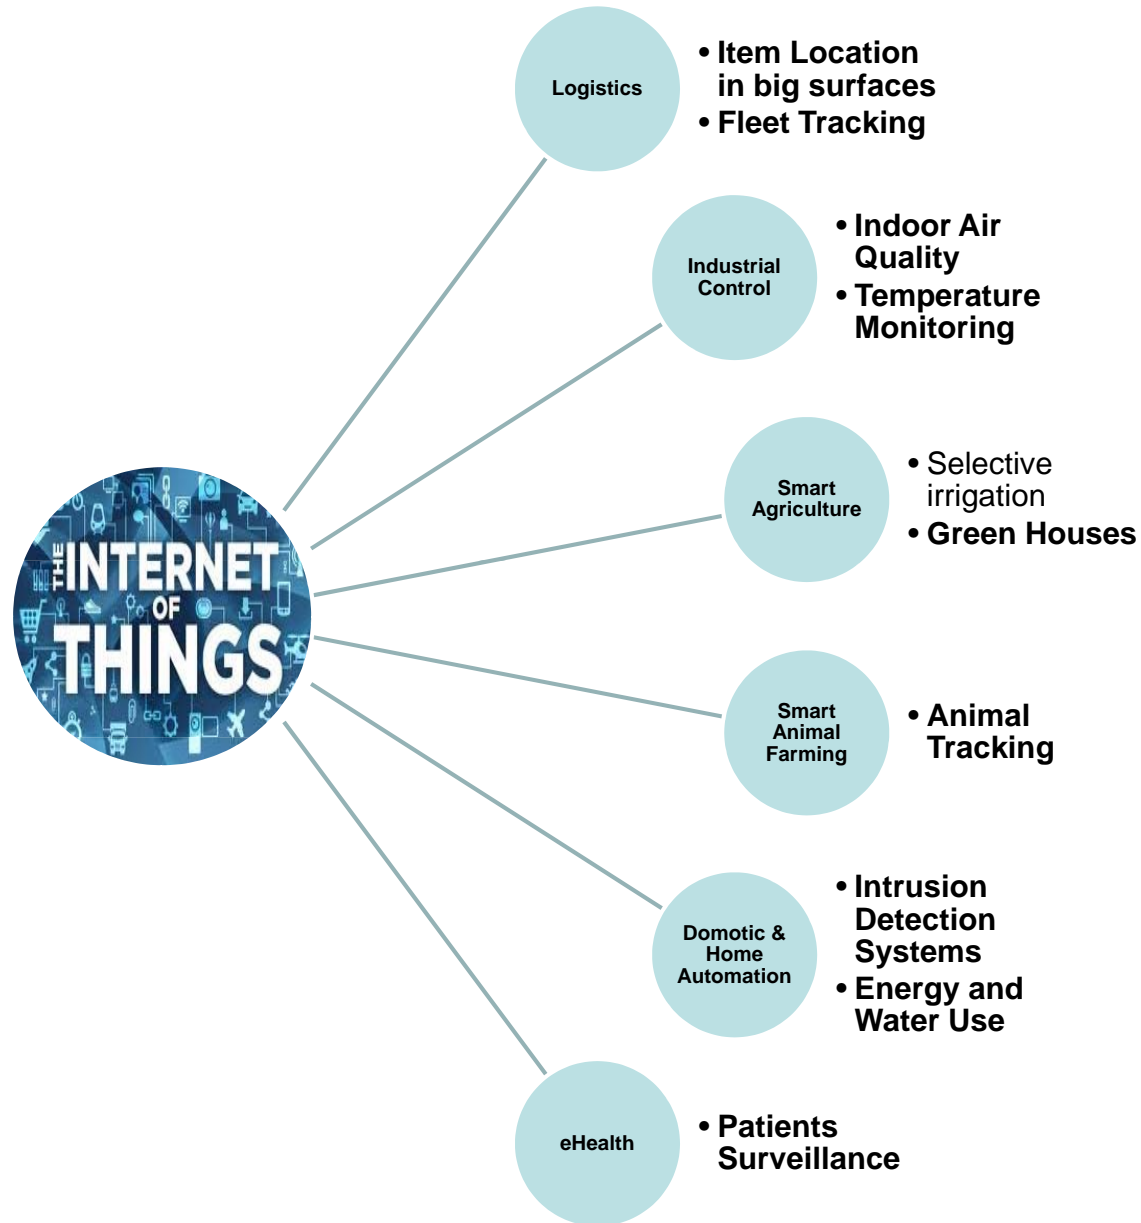 THE INTERNET
OF
THINGS
Logistics
• Item Location
in big surfaces
• Fleet Tracking
Industrial
Control
• Indoor Air
Quality
• Temperature
Monitoring
Smart
Agriculture
• Selective
irrigation
• Green Houses
Smart
Animal
Farming
• Animal
Tracking
Domotic &
Home
Automation
• Intrusion
Detection
Systems
• Energy and
Water Use
eHealth
• Patients
Surveillance